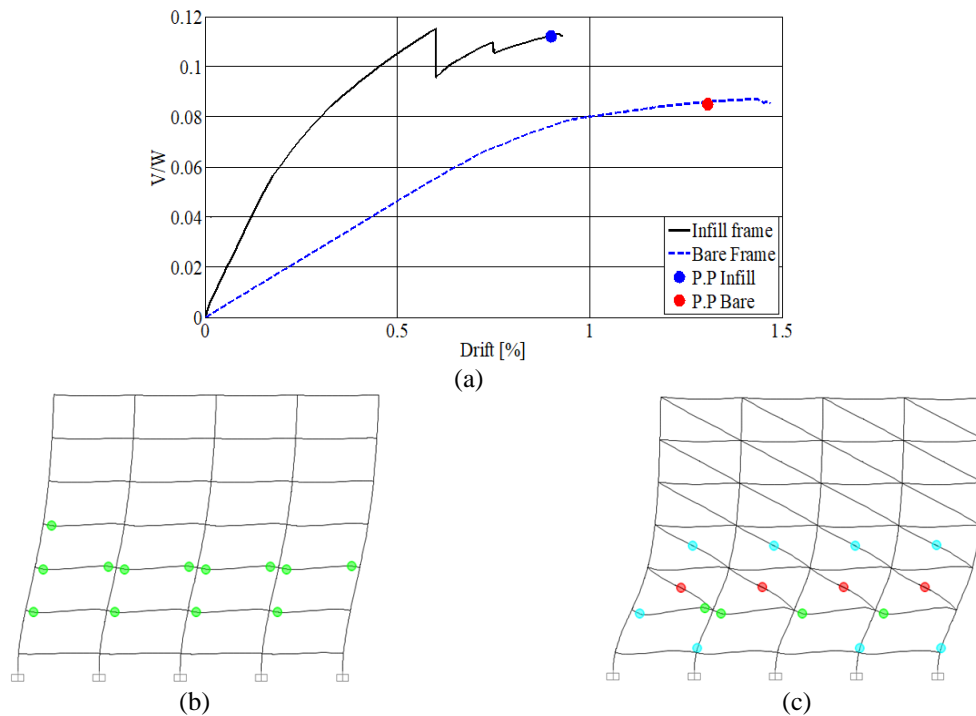 0.12
0.1
0.08
0.06
0.04
0.02
0
V/W
0 0.5 1 1.5
Drift [%]
Infill frame
Bare Frame
P.P Infill
P.P Bare
(a)
(b) (c)